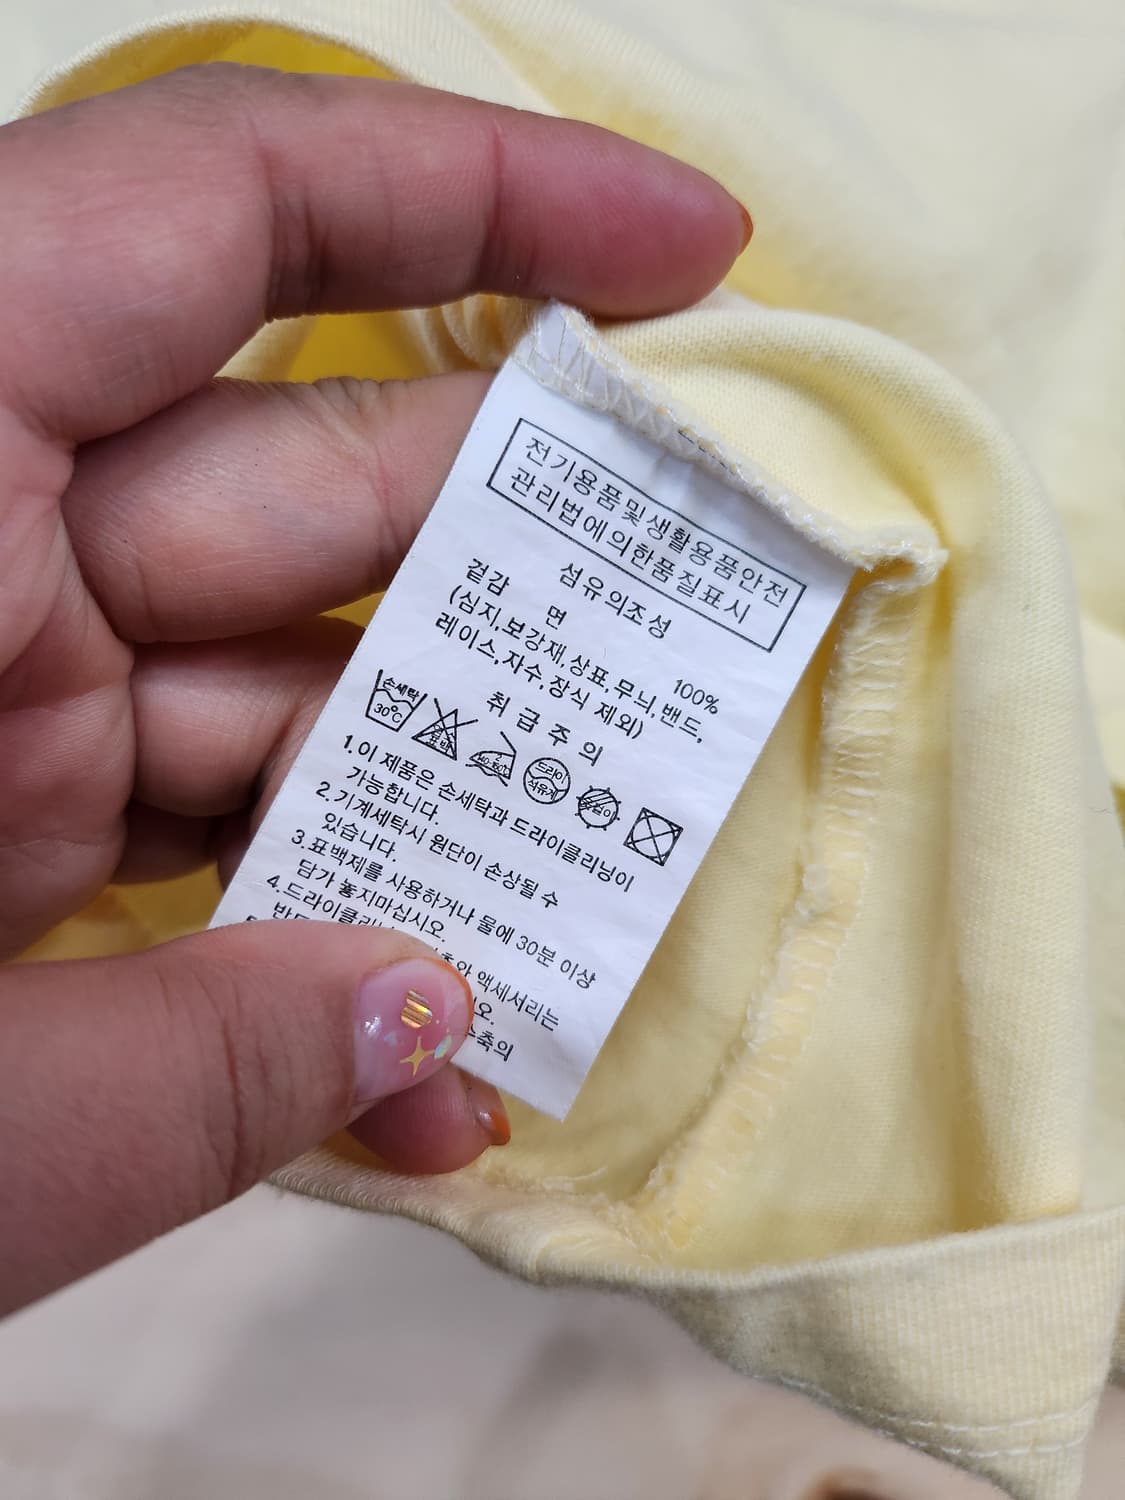 전기용품및생활용품안전
관리법에의한품질표시
섬유의조성
겉감 면 100%
(심지,보강재,상표,무늬,밴드,
레이스,자수,장식 제외)
취급주의
손세탁 30℃
드라이 석유계
1.이 제품은 손세탁과 드라이클리닝이
가능합니다.
2.기계세탁시 원단이 손상될 수
있습니다.
3.표백제를 사용하거나 물에 30분 이상
담가 놓지마십시오.
4.드라이클리
액세서리는
오.
수축의